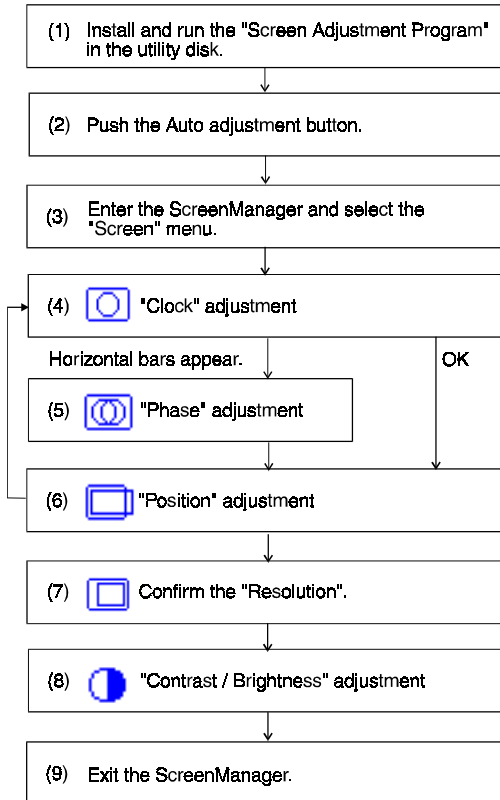 (1) Install and run the "Screen Adjustment Program"
in the utility disk.
(2) Push the Auto adjustment button.
(3) Enter the ScreenManager and select the
"Screen" menu.
(4) "Clock" adjustment
Horizontal bars appear.
OK
(5) "Phase" adjustment
(6) "Position" adjustment
(7) Confirm the "Resolution".
(8) "Contrast / Brightness" adjustment
(9) Exit the ScreenManager.